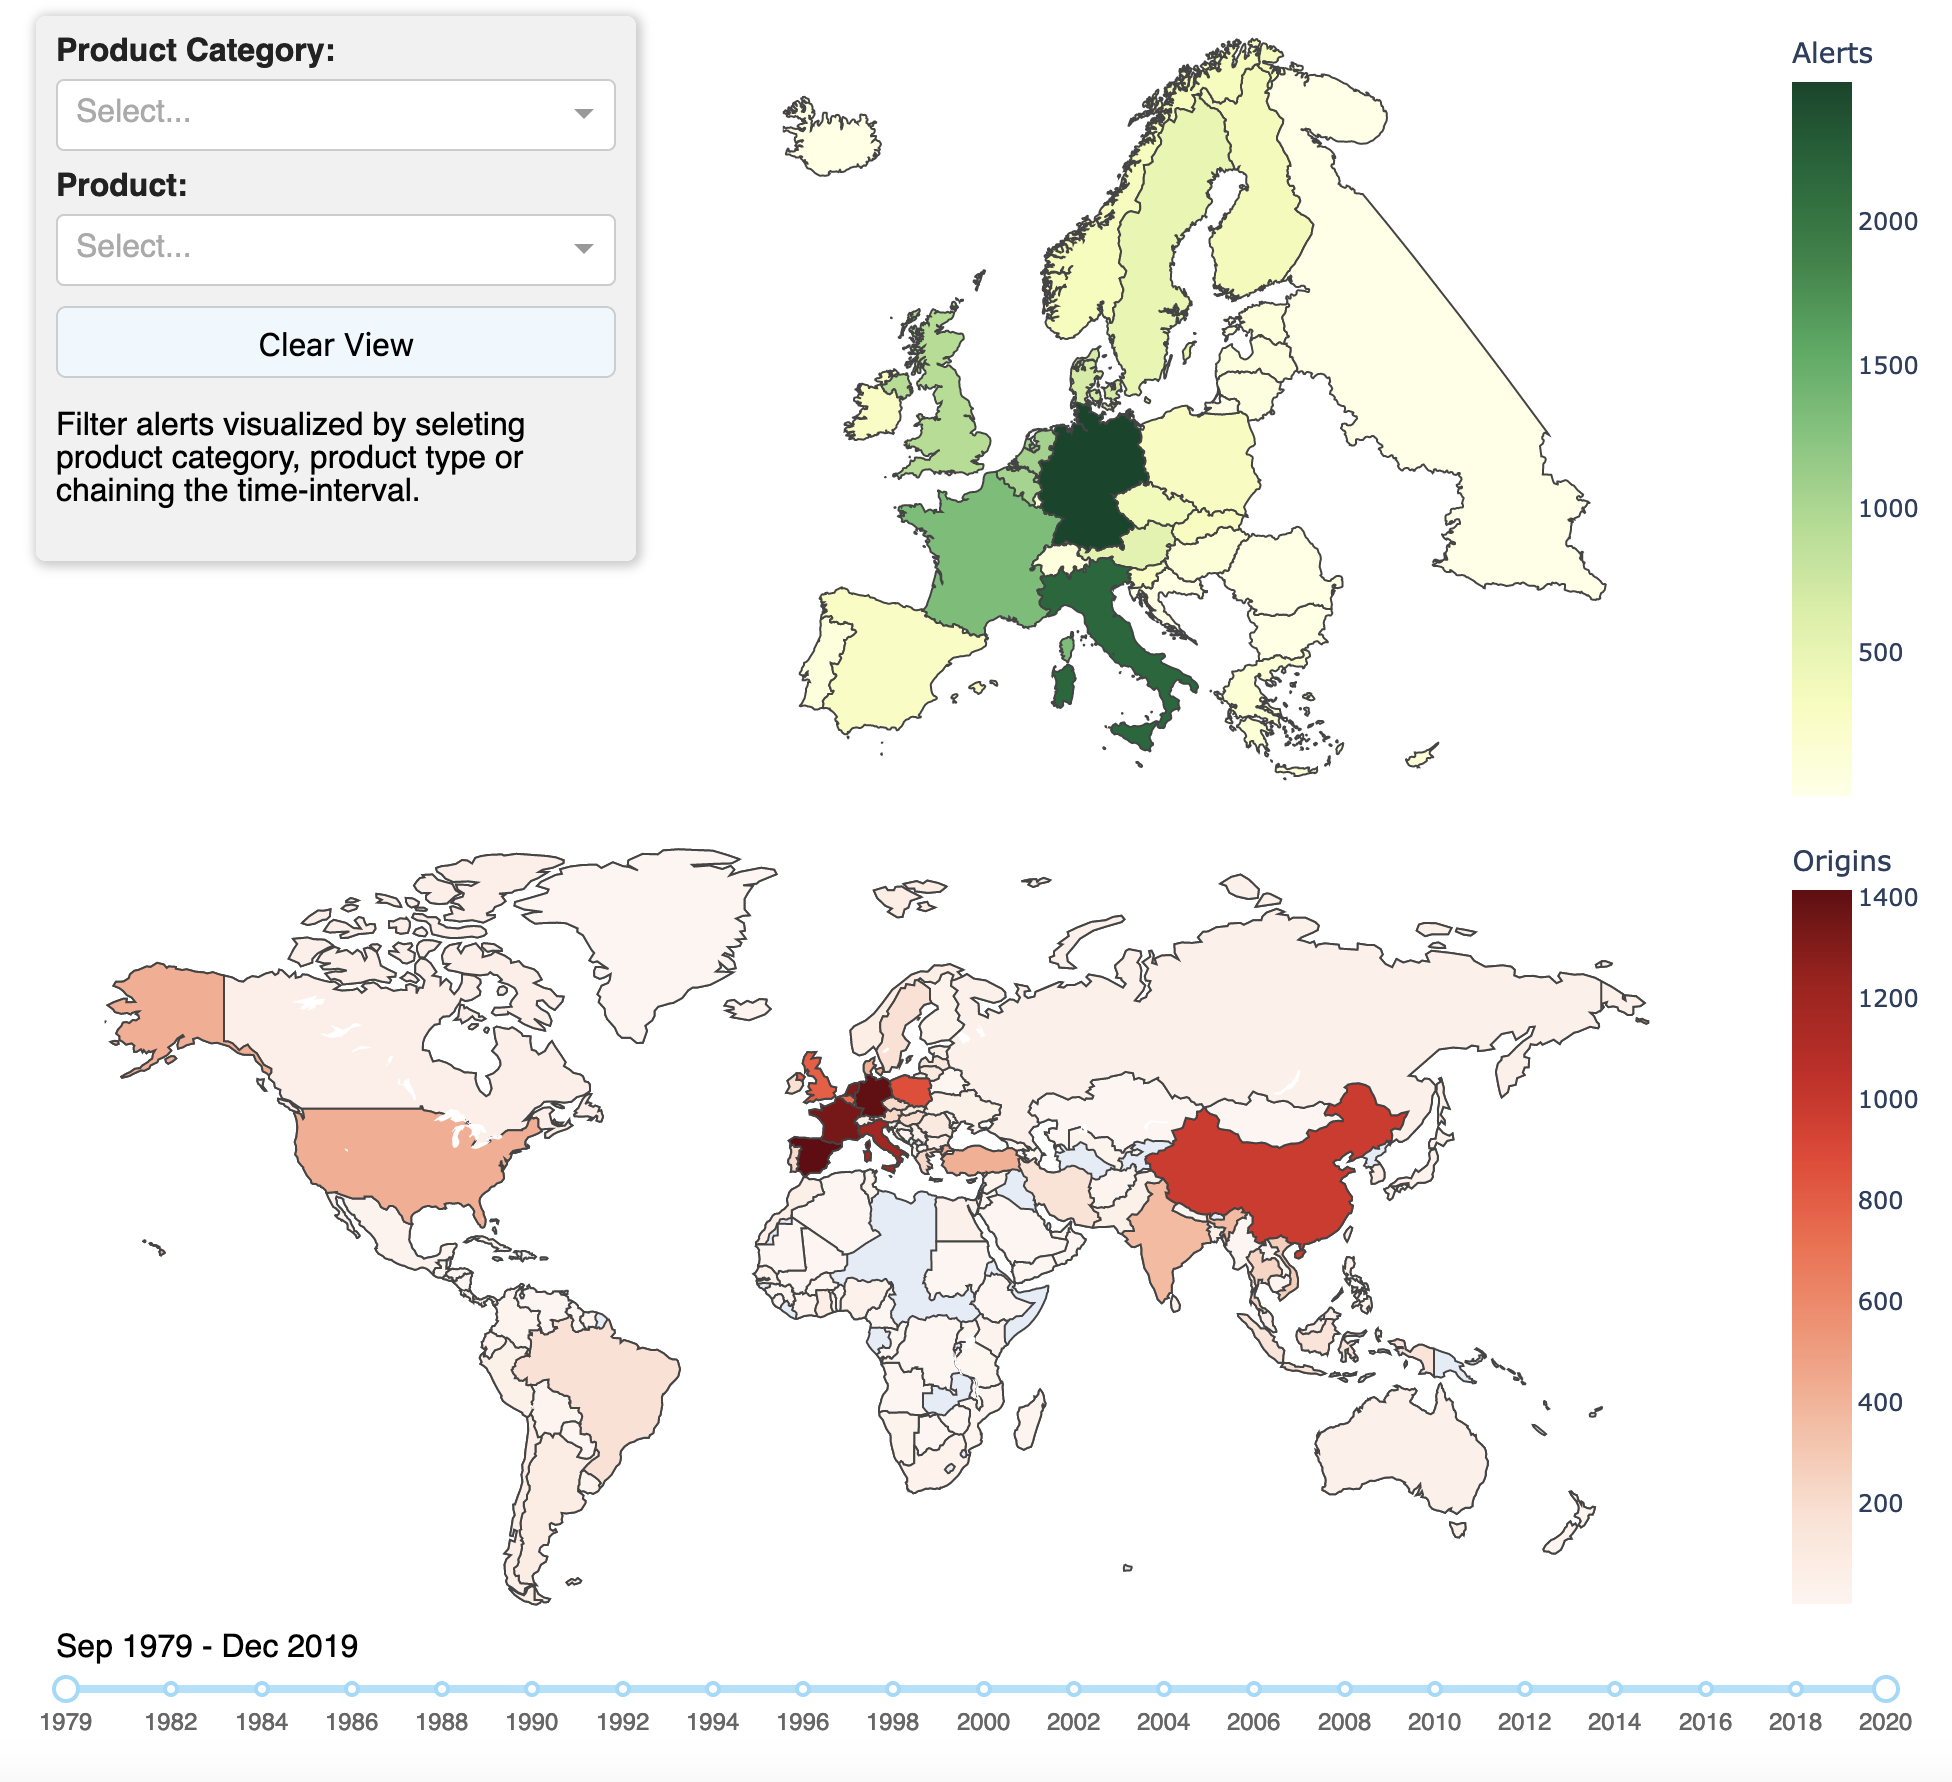 Product Category:
Select...
Product:
Select...
Clear View
Filter alerts visualized by seleting
product category, product type or
chaining the time-interval.
Alerts
2000
1500
1000
500
Origins
1400
1200
1000
800
600
400
200
Sep 1979 - Dec 2019
1979 1982 1984 1986 1988 1990 1992 1994 1996 1998 2000 2002 2004 2006 2008 2010 2012 2014 2016 2018 2020